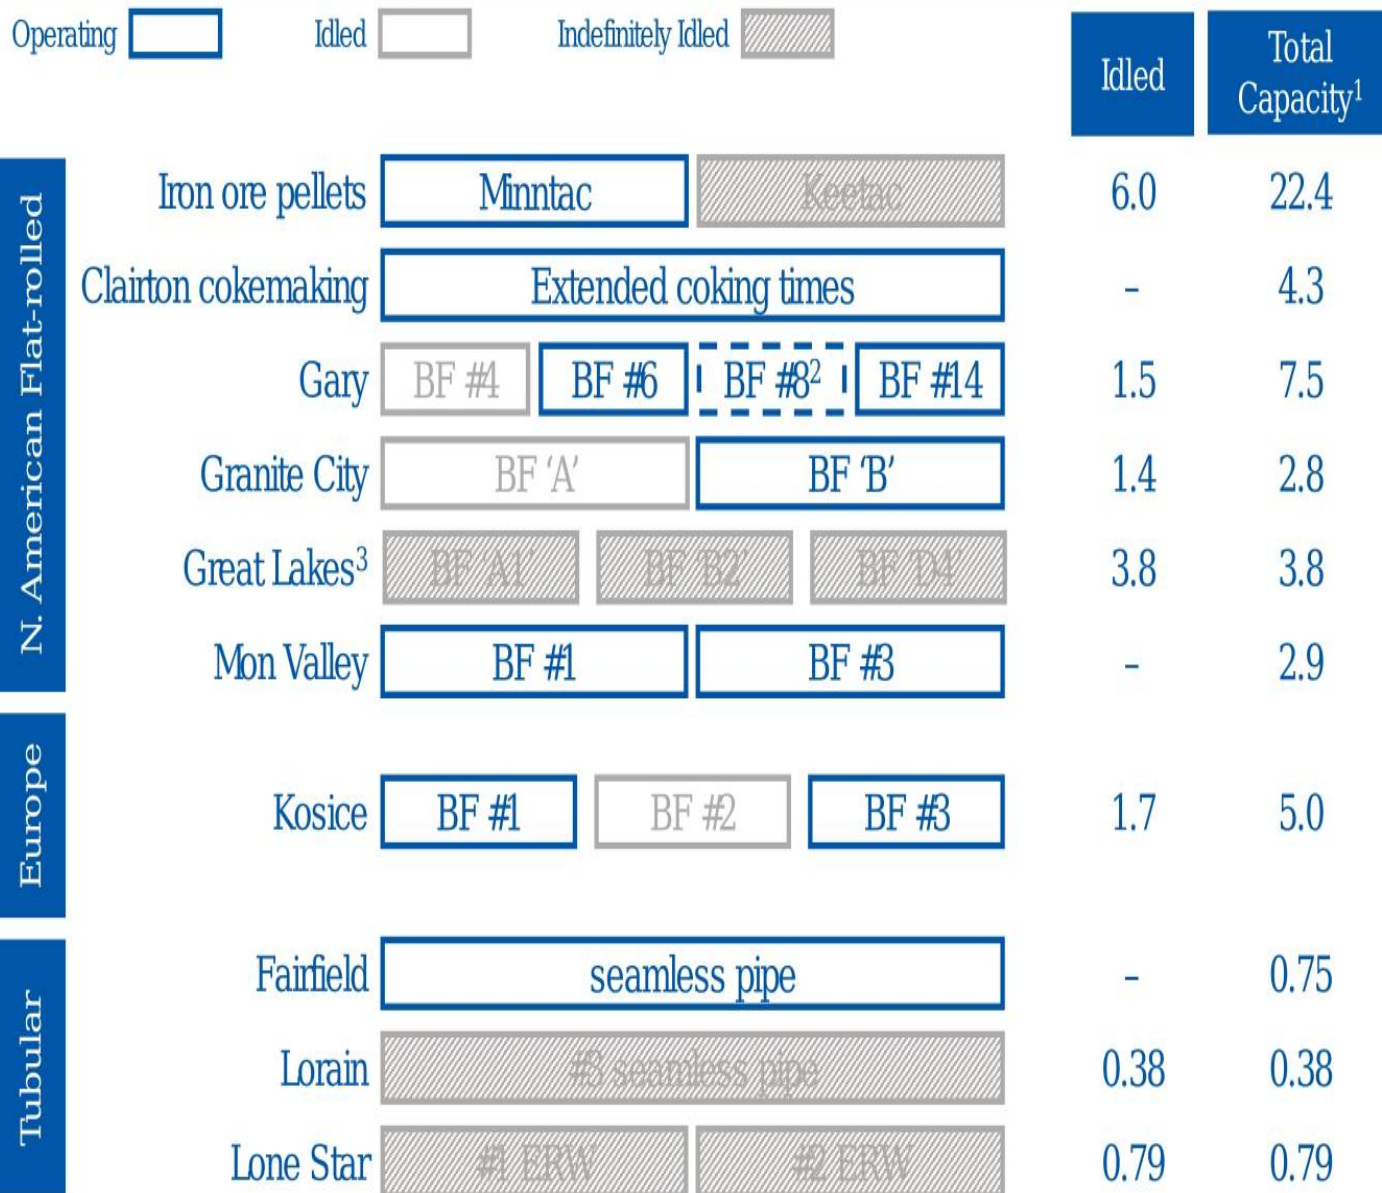 Operating Idled Indefinitely Idled
Idled
Total
Capacity¹
N. American Flat-rolled
Iron ore pellets Minntac Keetac 6.0 22.4
Clairton cokemaking Extended coking times – 4.3
Gary BF #4 BF #6 BF #8² BF #14 1.5 7.5
Granite City BF ‘A’ BF ‘B’ 1.4 2.8
Great Lakes³ BF ‘A1’ BF ‘B2’ BF ‘D4’ 3.8 3.8
Mon Valley BF #1 BF #3 – 2.9
Europe
Kosice BF #1 BF #2 BF #3 1.7 5.0
Tubular
Fairfield seamless pipe – 0.75
Lorain #3 seamless pipe 0.38 0.38
Lone Star #1 ERW #2 ERW 0.79 0.79